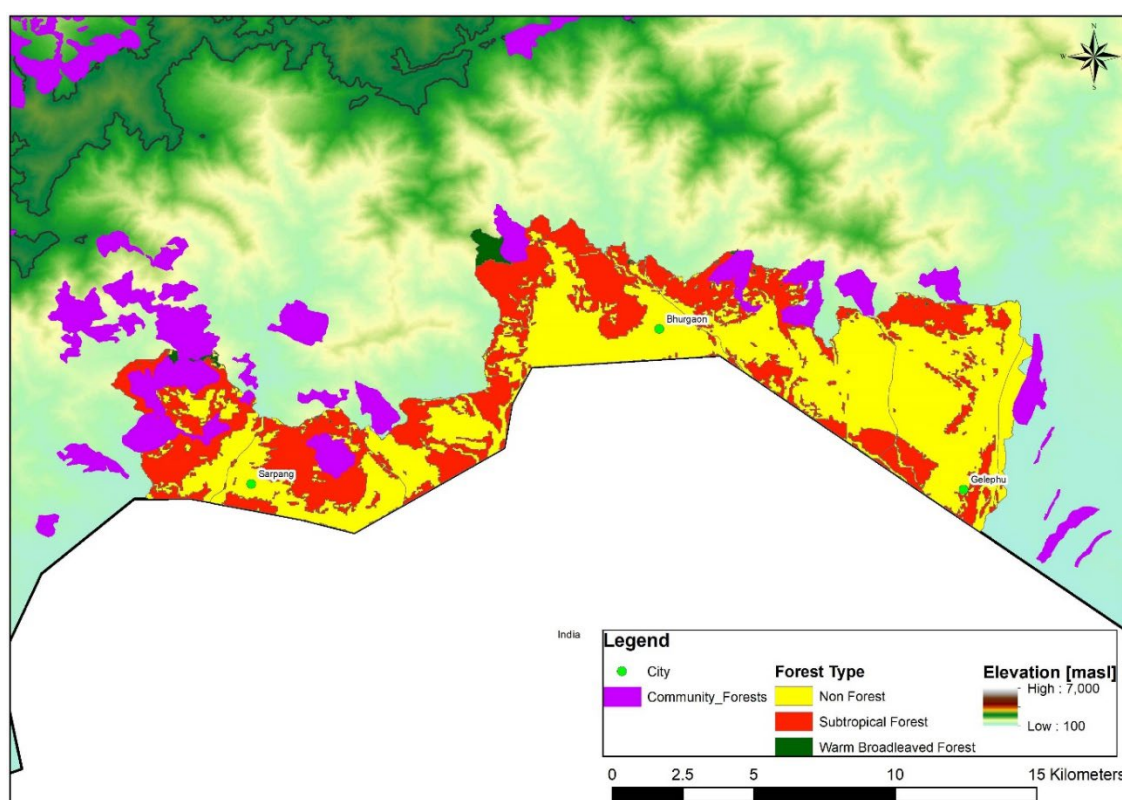 N
W
S
Bhurgaon
Sarpang
Gelephu
India
Legend
City
Community_Forests
Forest Type
Non Forest
Subtropical Forest
Warm Broadleaved Forest
Elevation [masl]
High : 7,000
Low : 100
0 2.5 5 10 15 Kilometers